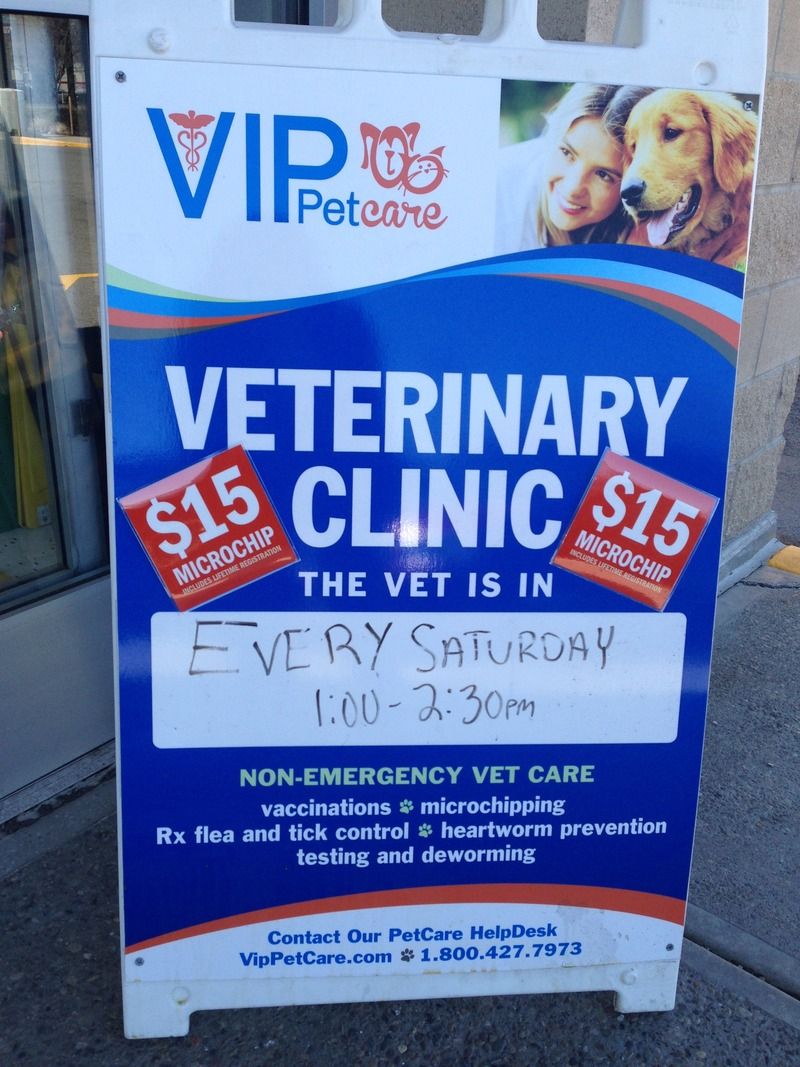 VIP
Petcare
VETERINARY
CLINIC
$15
MICROCHIP
INCLUDES LIFETIME REGISTRATION
$15
MICROCHIP
INCLUDES LIFETIME REGISTRATION
THE VET IS IN
EVERY SATURDAY
1:00 - 2:30PM
NON-EMERGENCY VET CARE
vaccinations microchipping
Rx flea and tick control heartworm prevention
testing and deworming
Contact Our PetCare HelpDesk
VipPetCare.com 1.800.427.7973